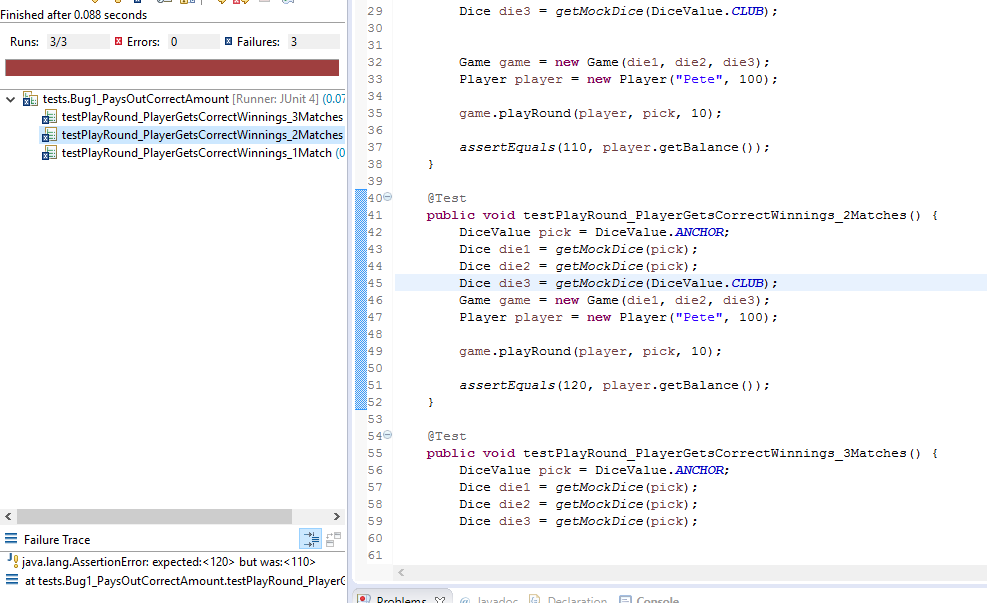 Finished after 0.088 seconds
Runs: 3/3 Errors: 0 Failures: 3
tests.Bug1_PaysOutCorrectAmount [Runner: JUnit 4] (0.07
testPlayRound_PlayerGetsCorrectWinnings_3Matches
testPlayRound_PlayerGetsCorrectWinnings_2Matches
testPlayRound_PlayerGetsCorrectWinnings_1Match (0
Failure Trace
java.lang.AssertionError: expected:<120> but was:<110>
at tests.Bug1_PaysOutCorrectAmount.testPlayRound_PlayerG
29 Dice die3 = getMockDice(DiceValue.CLUB);
30
31
32 Game game = new Game(die1, die2, die3);
33 Player player = new Player("Pete", 100);
34
35 game.playRound(player, pick, 10);
36
37 assertEquals(110, player.getBalance());
38 }
39
40 @Test
41 public void testPlayRound_PlayerGetsCorrectWinnings_2Matches() {
42 DiceValue pick = DiceValue.ANCHOR;
43 Dice die1 = getMockDice(pick);
44 Dice die2 = getMockDice(pick);
45 Dice die3 = getMockDice(DiceValue.CLUB);
46 Game game = new Game(die1, die2, die3);
47 Player player = new Player("Pete", 100);
48
49 game.playRound(player, pick, 10);
50
51 assertEquals(120, player.getBalance());
52 }
53
54 @Test
55 public void testPlayRound_PlayerGetsCorrectWinnings_3Matches() {
56 DiceValue pick = DiceValue.ANCHOR;
57 Dice die1 = getMockDice(pick);
58 Dice die2 = getMockDice(pick);
59 Dice die3 = getMockDice(pick);
60
61
Problems @ Javadoc Declaration Console